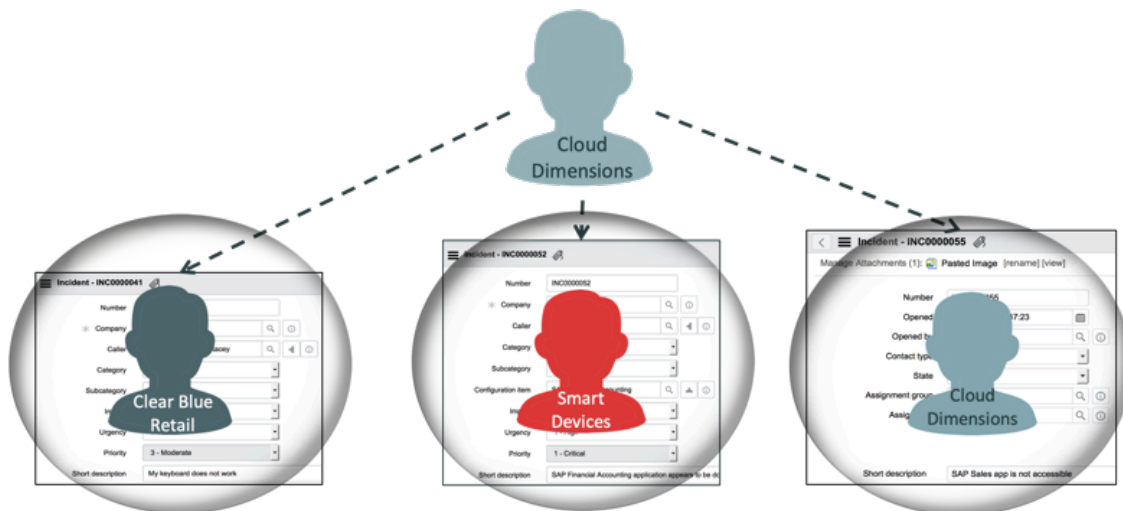 Cloud
Dimensions
Incident - INC0000041
Number
Company
Caller
Category
Subcategory
Urgency
Priority 3 - Moderate
Short description My keyboard does not work
Clear Blue
Retail
Incident - INC0000052
Number INC0000052
Company
Caller
Category
Subcategory
Configuration item
Urgency
Priority 1 - Critical
Short description SAP Financial Accounting application appears to be do
Smart
Devices
Incident - INC0000055
Manage Attachments (1): Pasted Image [rename] [view]
Number
Opened
Opened
Contact type
State
Assignment group
Short description SAP Sales app is not accessible
Cloud
Dimensions